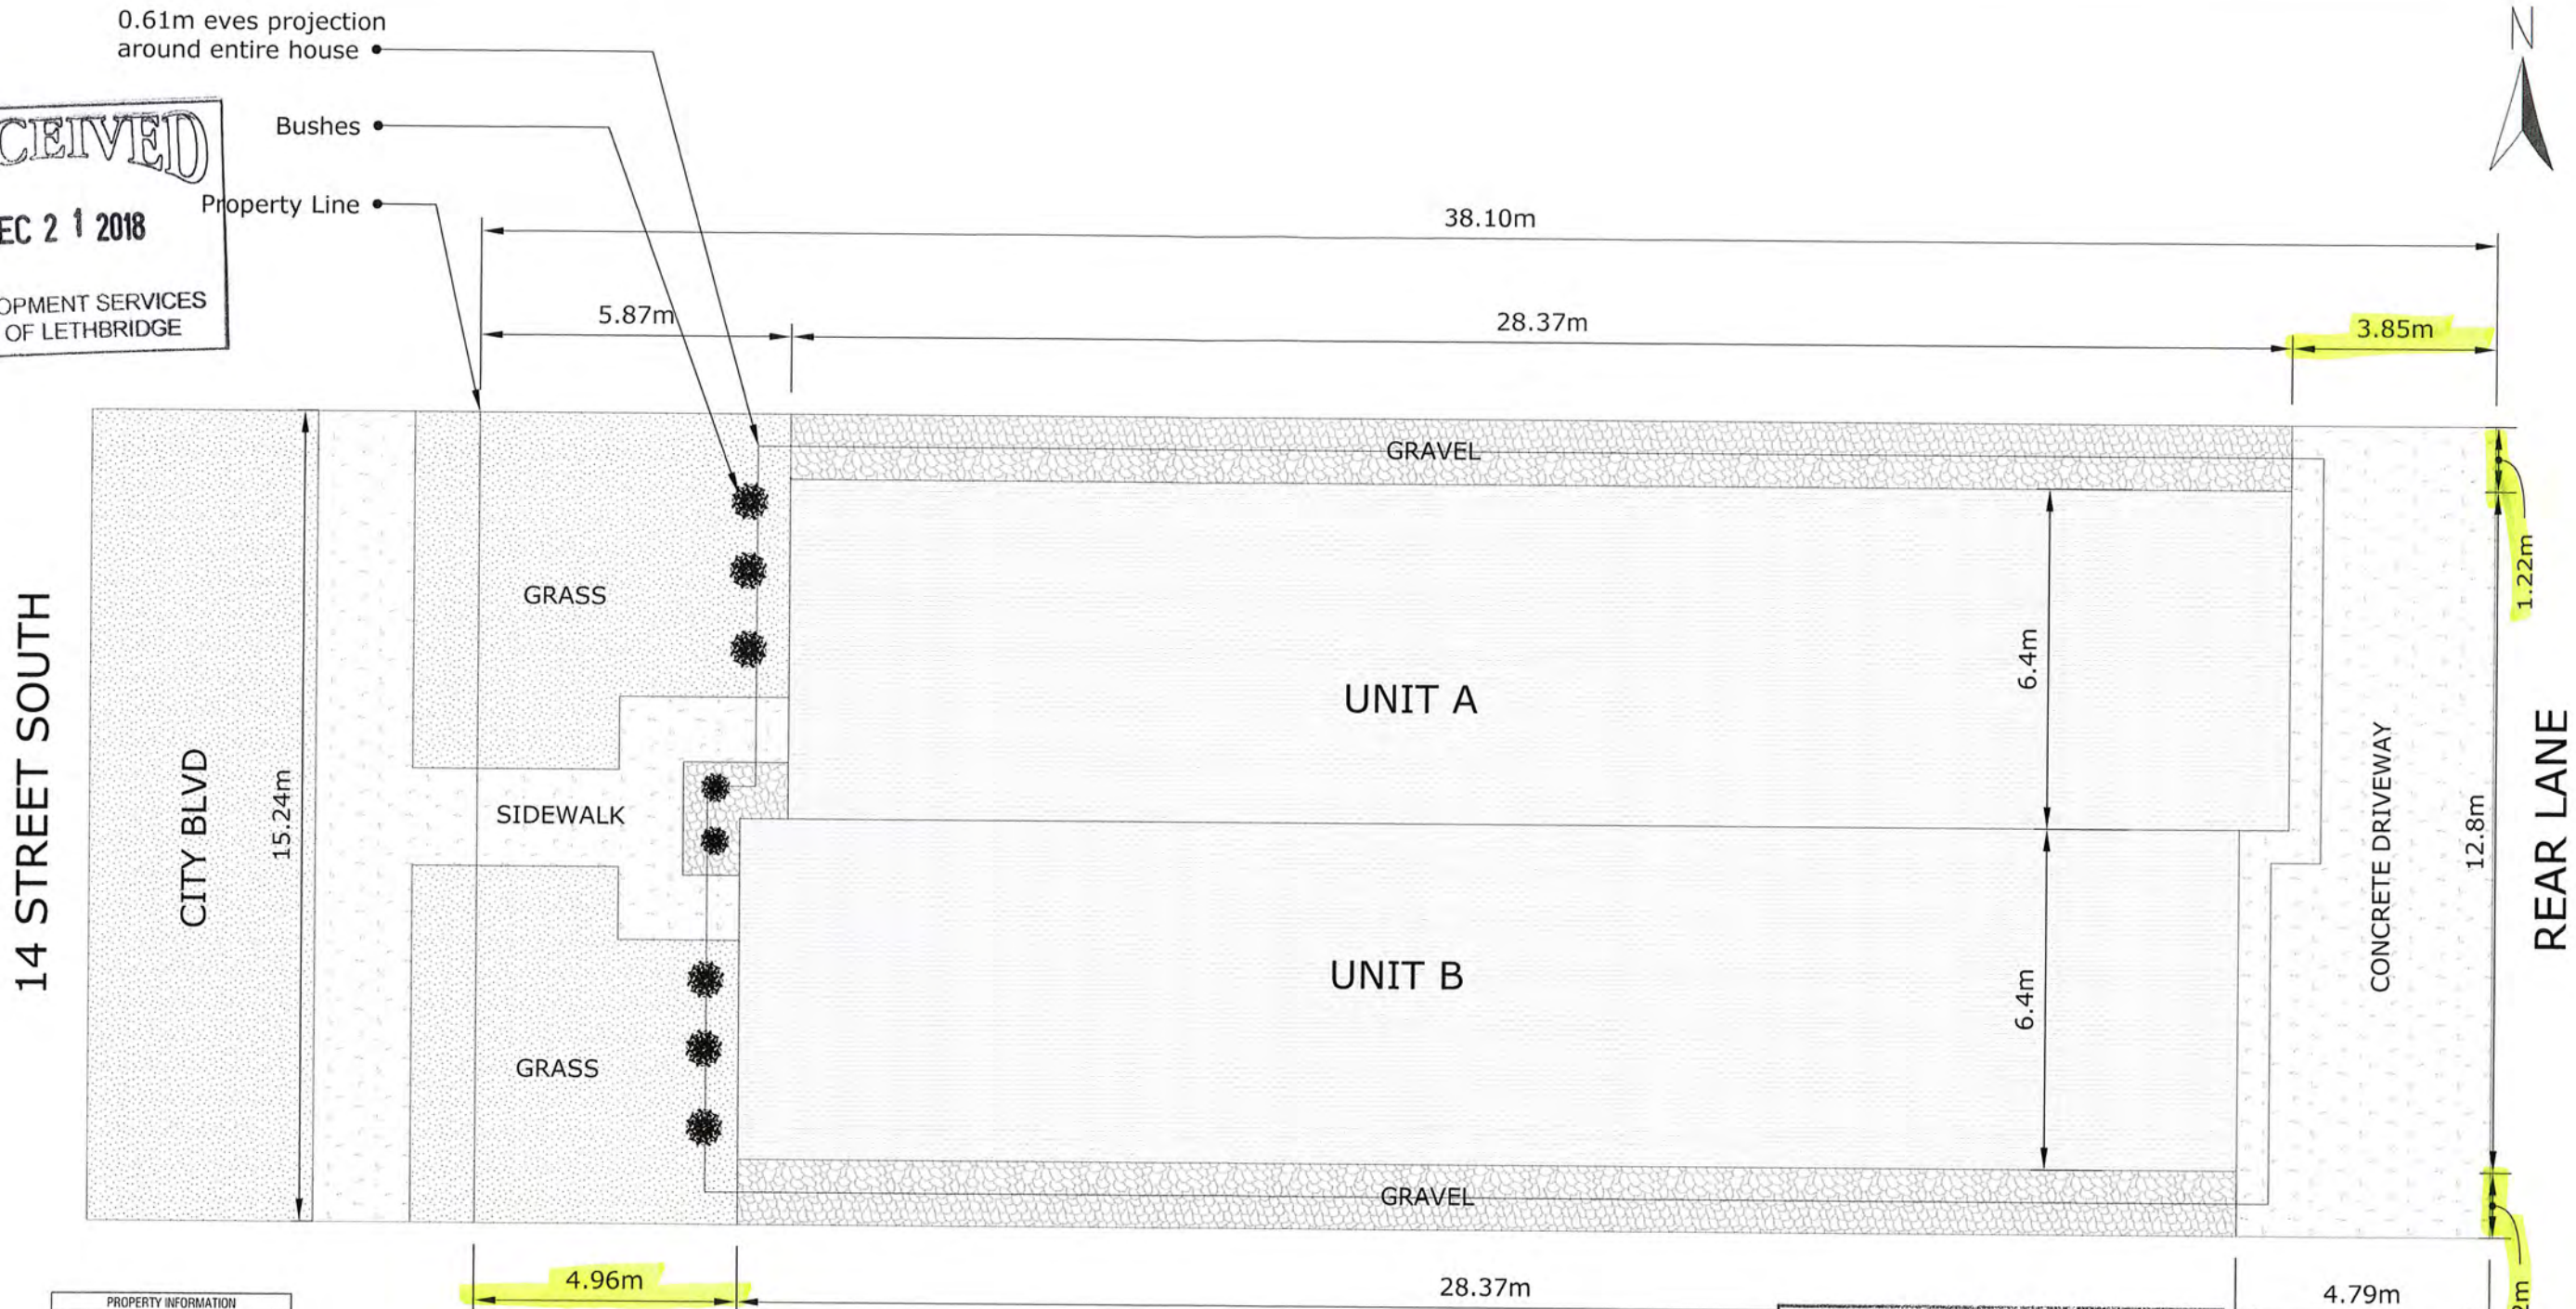 0.61m eves projection
around entire house
Bushes
Property Line
CEIVED
EC 2 1 2018
OPMENT SERVICES
OF LETHBRIDGE
N
38.10m
5.87m
28.37m
3.85m
GRAVEL
1.22m
GRASS
6.4m
UNIT A
14 STREET SOUTH
CITY BLVD
15.24m
SIDEWALK
CONCRETE DRIVEWAY
12.8m
REAR LANE
UNIT B
6.4m
GRASS
GRAVEL
4.96m
28.37m
4.79m
PROPERTY INFORMATION